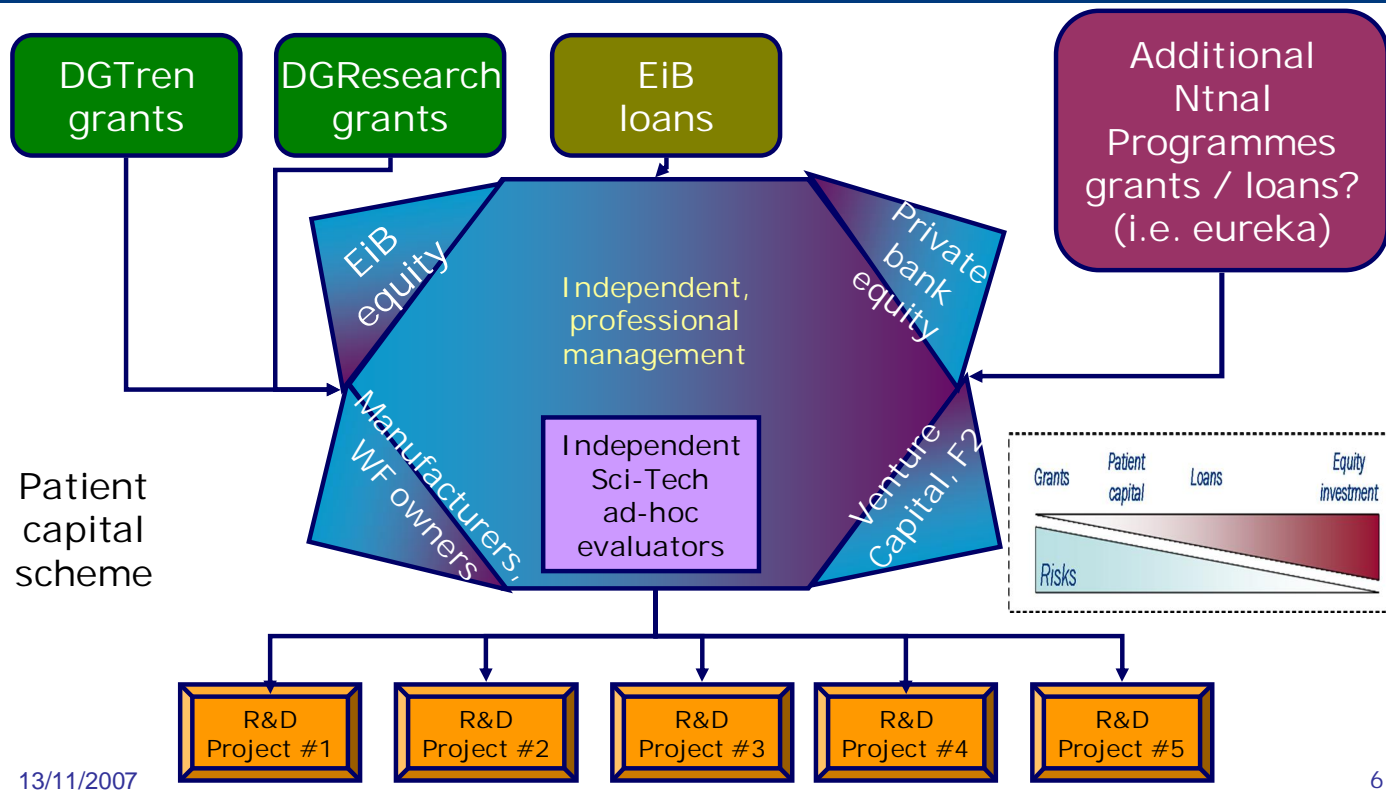 DGTren
grants
DGResearch
grants
EiB
loans
Additional
Ntnal
Programmes
grants / loans?
(i.e. eureka)
EiB
equity
Private
bank
equity
Independent,
professional
management
Manufacturers,
WF owners
Independent
Sci-Tech
ad-hoc
evaluators
Venture
Capital, F2
Patient
capital
scheme
Grants
Patient
capital
Loans
Equity
investment
Risks
R&D
Project #1
R&D
Project #2
R&D
Project #3
R&D
Project #4
R&D
Project #5
13/11/2007
6